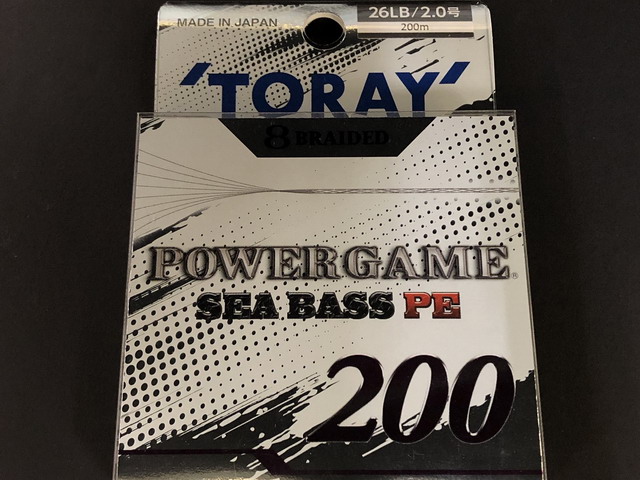 MADE IN JAPAN
26LB/2.0号
200m
'TORAY'
8 BRAIDED
POWERGAME®
SEA BASS PE
200